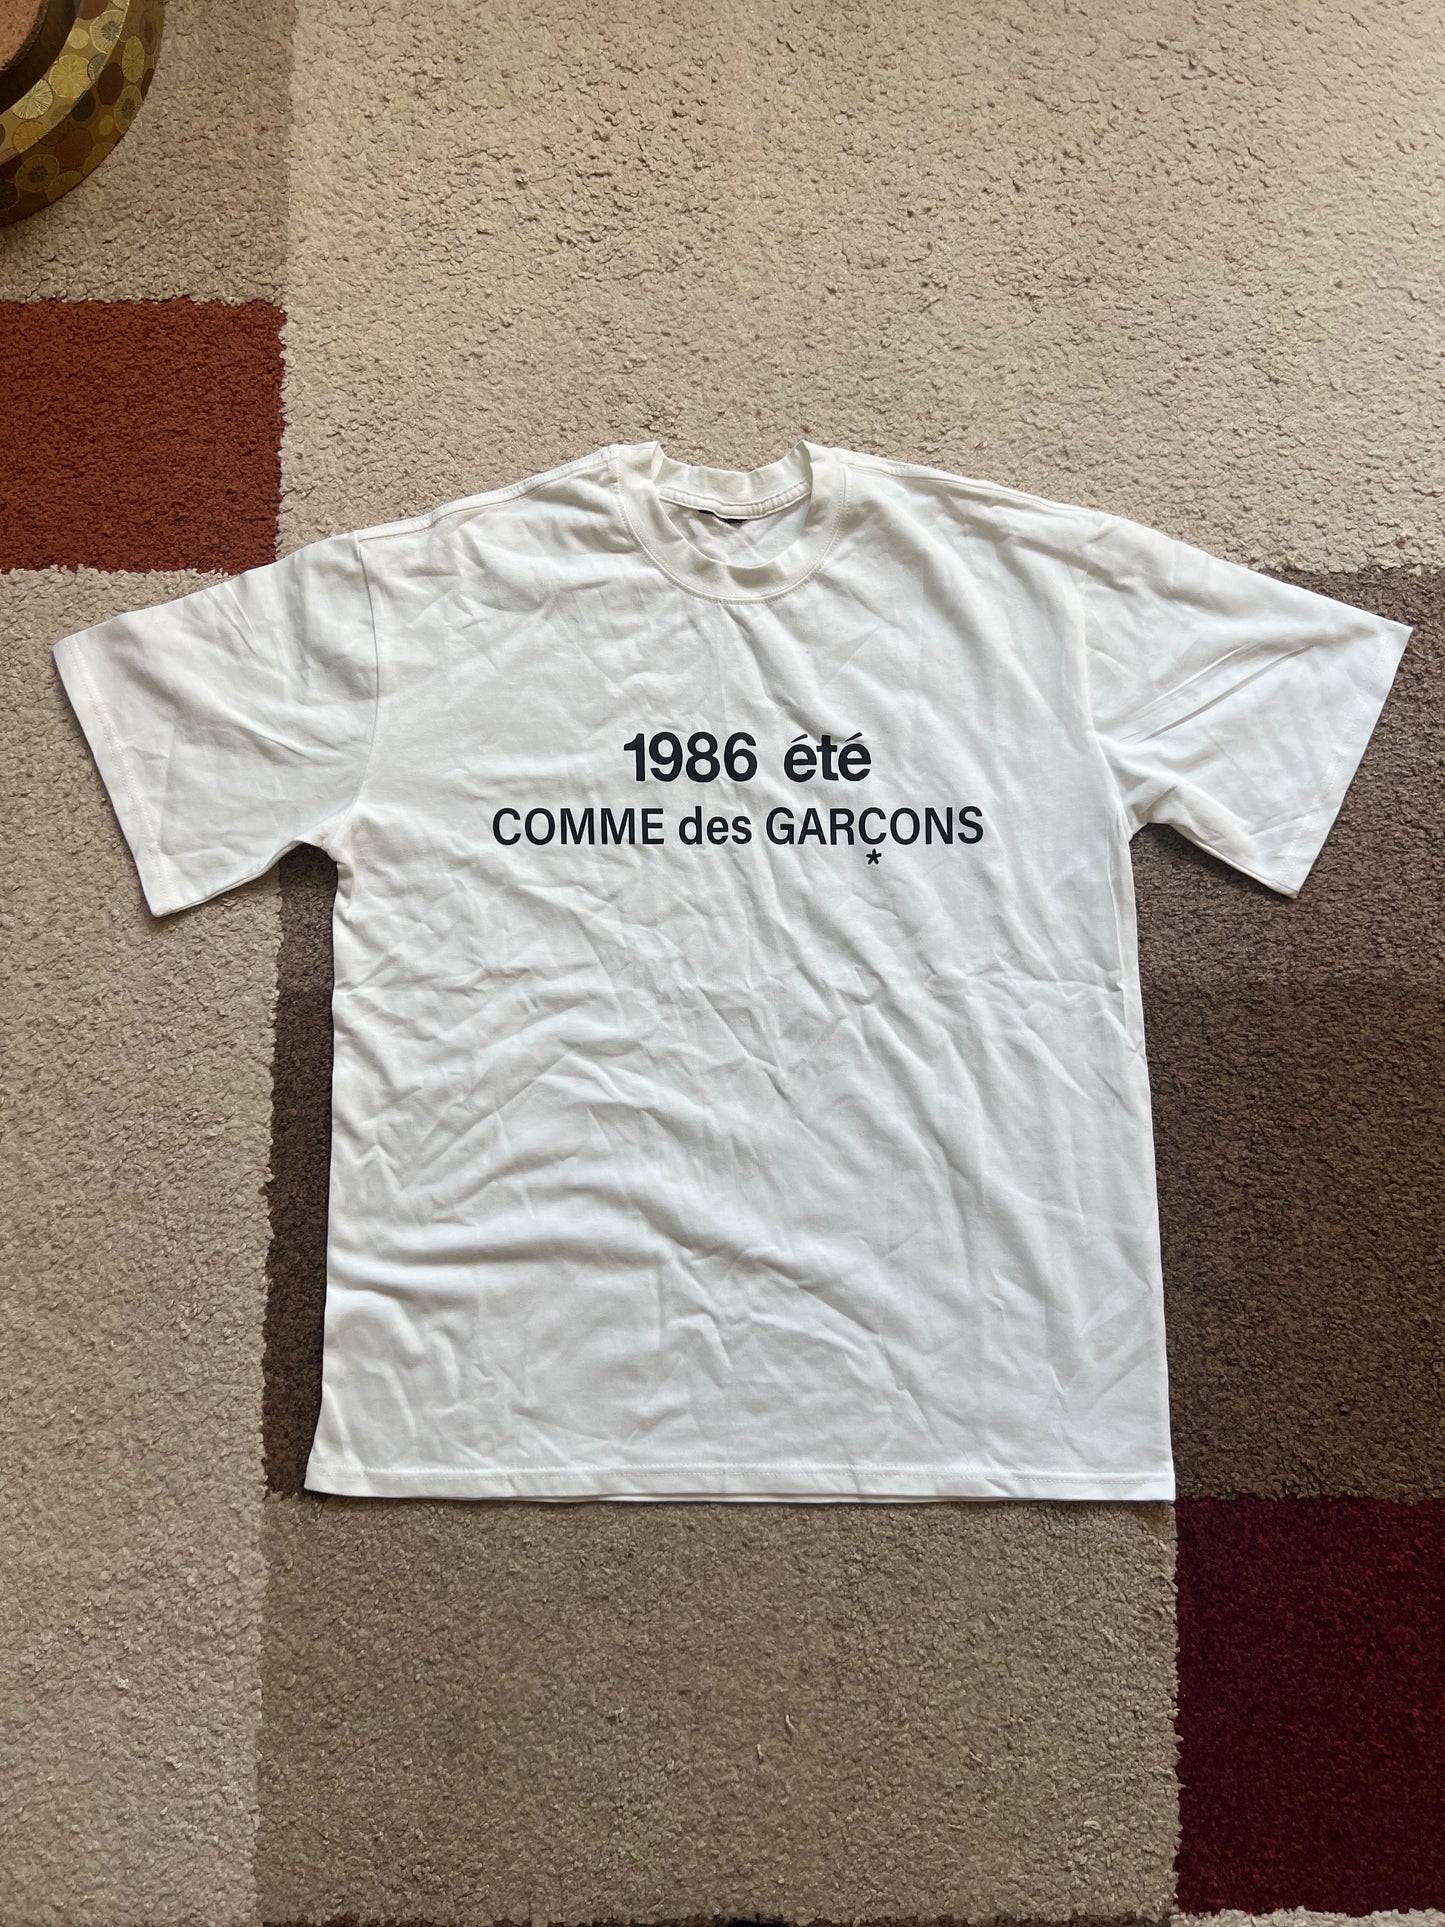 1986 été
COMME des GARÇONS
*